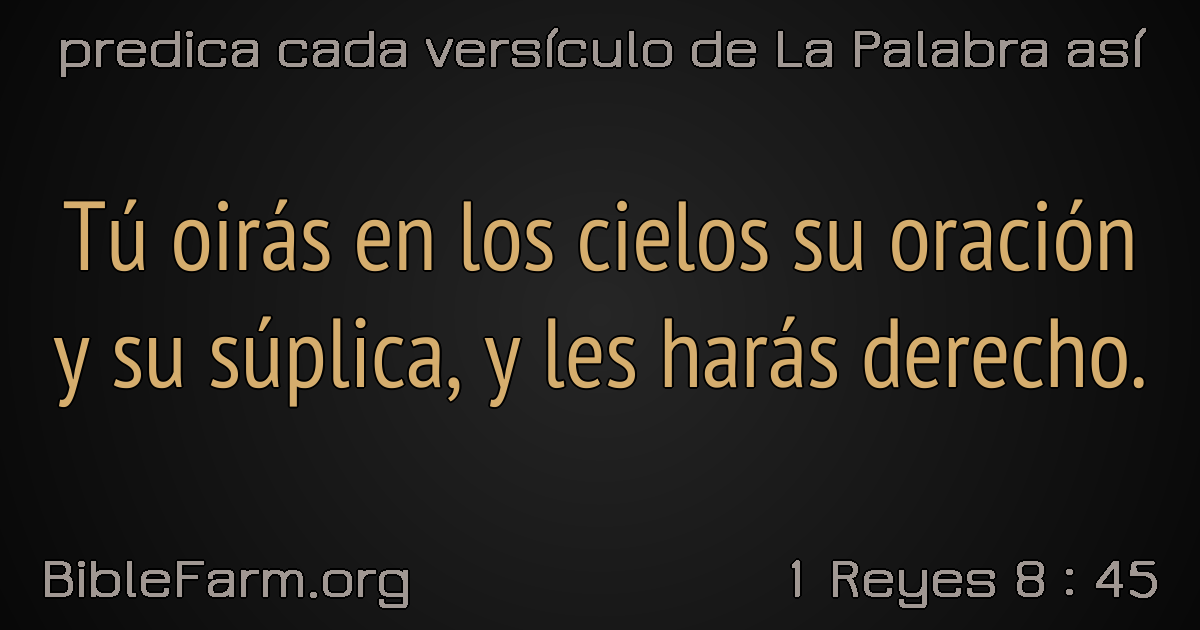 predica cada versículo de La Palabra así
Tú oirás en los cielos su oración
y su súplica, y les harás derecho.
BibleFarm.org
1 Reyes 8 : 45